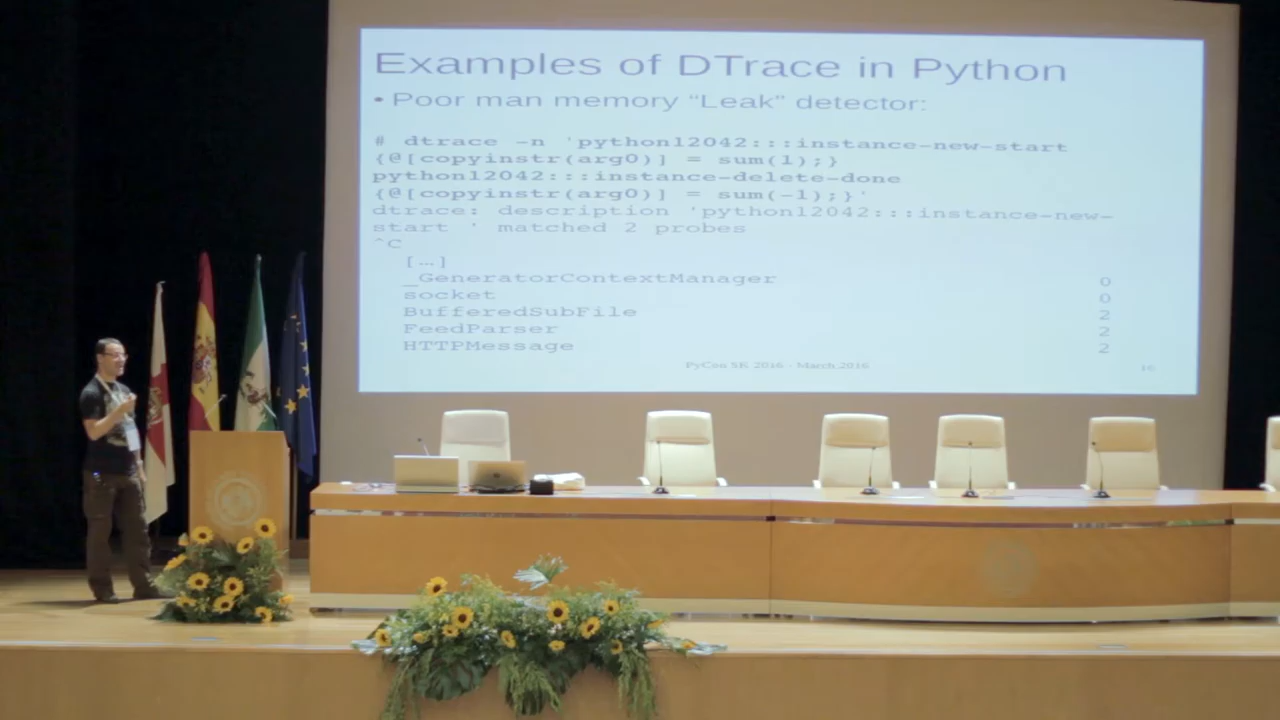 Examples of DTrace in Python
• Poor man memory “Leak” detector:
# dtrace -n 'python12042:::instance-new-start
{@[copyinstr(arg0)] = sum(1);}
python12042:::instance-delete-done
{@[copyinstr(arg0)] = sum(-1);}'
dtrace: description 'python12042:::instance-new-
start ' matched 2 probes
^C
[…]
_GeneratorContextManager 0
socket 0
BufferedSubFile 2
FeedParser 2
HTTPMessage 2
PyCon SK 2016 - March 2016